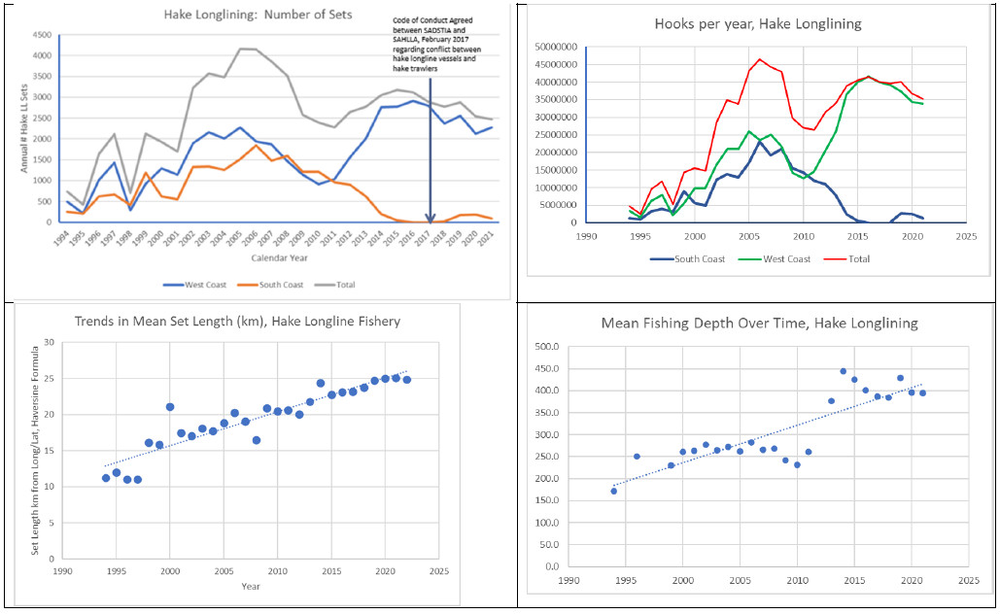 Hake Longlining: Number of Sets
Code of Conduct Agreed
between SADSTIA and
SAHLLA, February 2017
regarding conflict between
hake longline vessels and
hake trawlers
Annual # Hake LL Sets
4500
4000
3500
3000
2500
2000
1500
1000
500
0
1994 1995 1996 1997 1998 1999 2000 2001 2002 2003 2004 2005 2006 2007 2008 2009 2010 2011 2012 2013 2014 2015 2016 2017 2018 2019 2020 2021
Calendar Year
West Coast South Coast Total
Hooks per year, Hake Longlining
50000000
45000000
40000000
35000000
30000000
25000000
20000000
15000000
10000000
5000000
0
1990 1995 2000 2005 2010 2015 2020 2025
South Coast West Coast Total
Trends in Mean Set Length (km), Hake Longline Fishery
Set Length km from Long/Lat, Haversine Formula
30
25
20
15
10
5
0
1990 1995 2000 2005 2010 2015 2020 2025
Year
Mean Fishing Depth Over Time, Hake Longlining
500.0
450.0
400.0
350.0
300.0
250.0
200.0
150.0
100.0
50.0
0.0
1990 1995 2000 2005 2010 2015 2020 2025